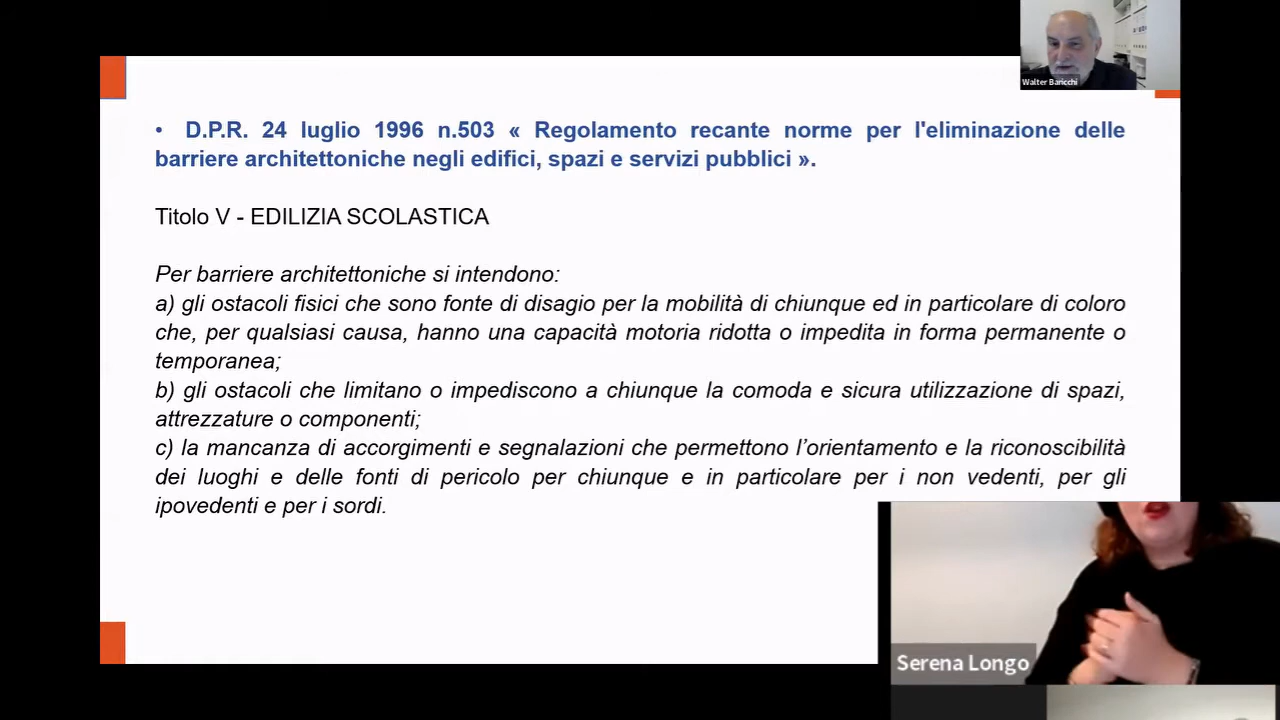 Walter Baricchi
• D.P.R. 24 luglio 1996 n.503 « Regolamento recante norme per l'eliminazione delle
barriere architettoniche negli edifici, spazi e servizi pubblici ».
Titolo V - EDILIZIA SCOLASTICA
Per barriere architettoniche si intendono:
a) gli ostacoli fisici che sono fonte di disagio per la mobilità di chiunque ed in particolare di coloro
che, per qualsiasi causa, hanno una capacità motoria ridotta o impedita in forma permanente o
temporanea;
b) gli ostacoli che limitano o impediscono a chiunque la comoda e sicura utilizzazione di spazi,
attrezzature o componenti;
c) la mancanza di accorgimenti e segnalazioni che permettono l’orientamento e la riconoscibilità
dei luoghi e delle fonti di pericolo per chiunque e in particolare per i non vedenti, per gli
ipovedenti e per i sordi.
Serena Longo